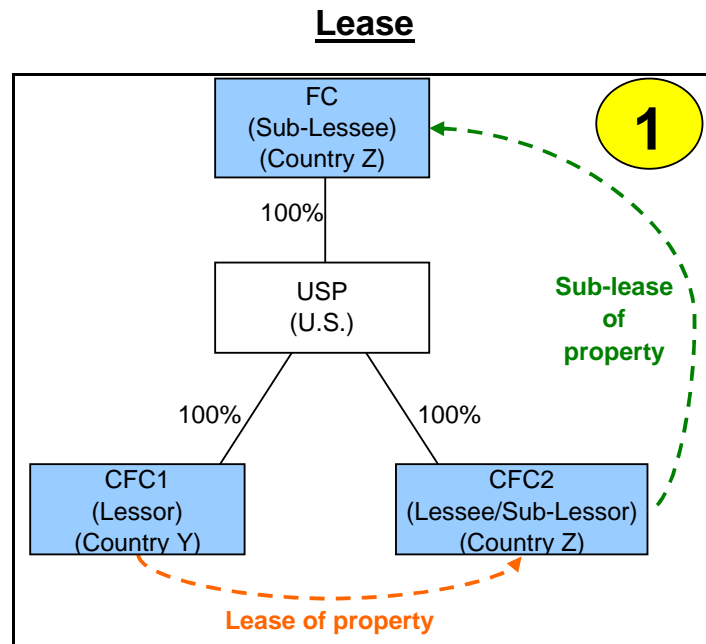 Lease
FC
(Sub-Lessee)
(Country Z)
1
100%
USP
(U.S.)
Sub-lease
of
property
100%
100%
CFC1
(Lessor)
(Country Y)
CFC2
(Lessee/Sub-Lessor)
(Country Z)
Lease of property